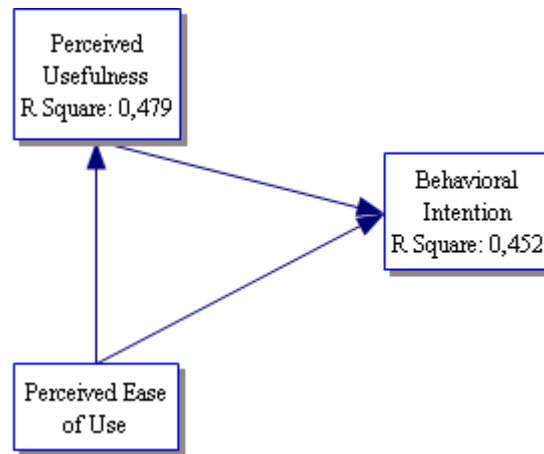 Perceived
Usefulness
R Square: 0,479
Behavioral
Intention
R Square: 0,452
Perceived Ease
of Use